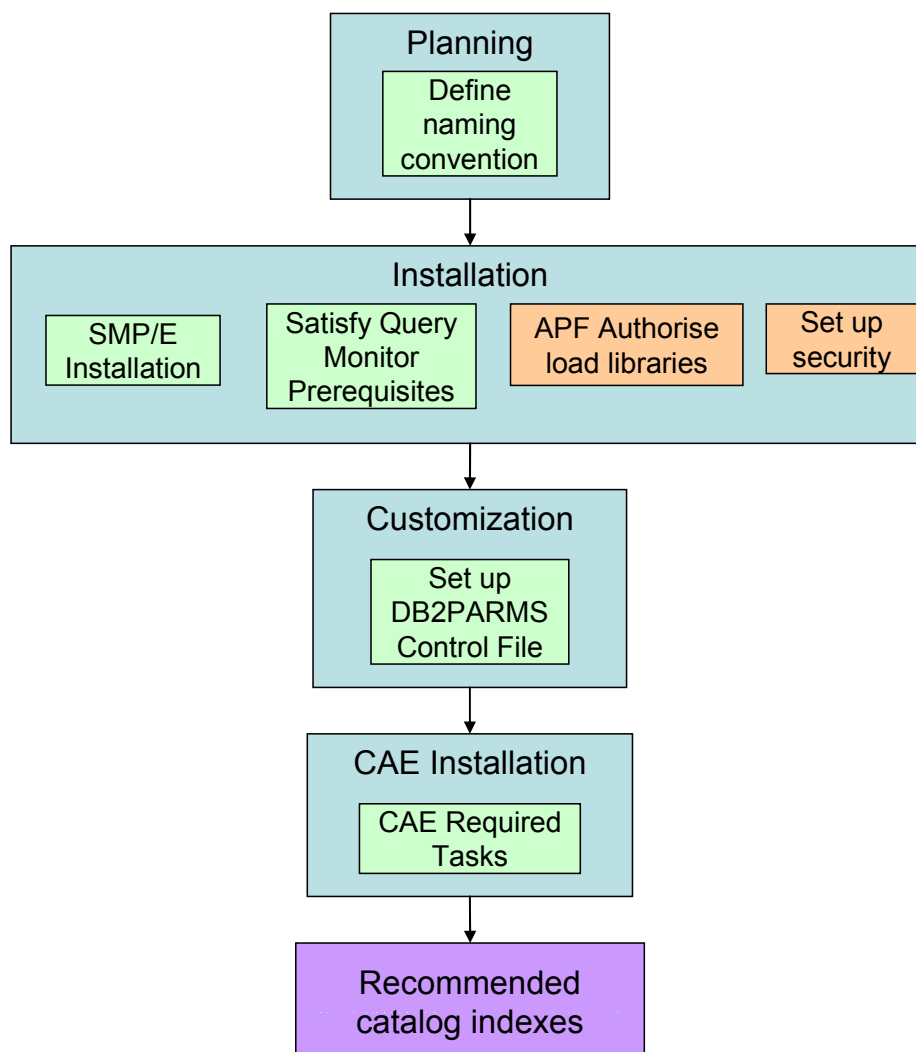 Planning
Define
naming
convention
Installation
SMP/E
Installation
Satisfy Query
Monitor
Prerequisites
APF Authorise
load libraries
Set up
security
Customization
Set up
DB2PARMS
Control File
CAE Installation
CAE Required
Tasks
Recommended
catalog indexes